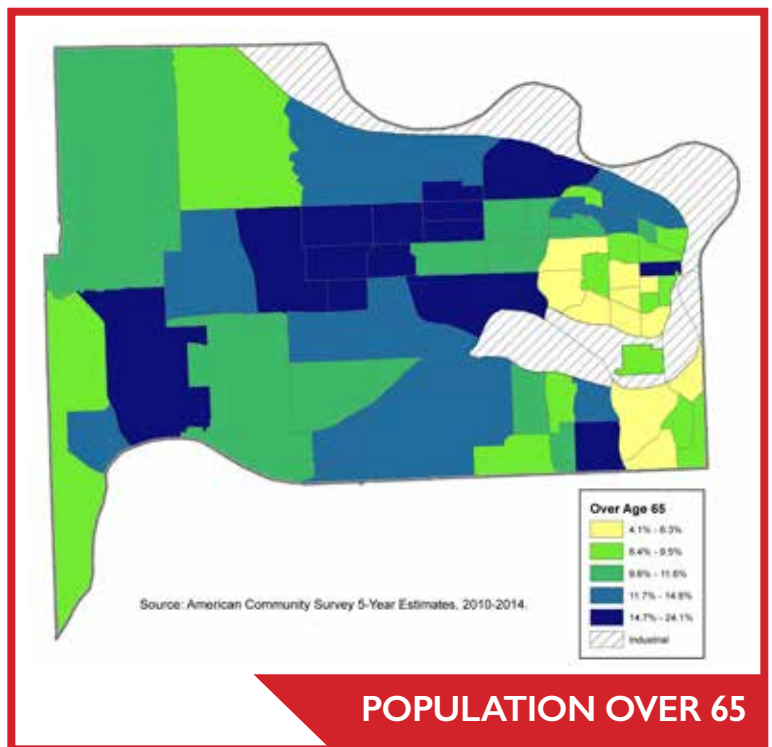 Over Age 65
4.1% - 6.3%
6.4% - 9.5%
9.6% - 11.6%
11.7% - 14.6%
14.7% - 24.1%
Industrial
Source: American Community Survey 5-Year Estimates, 2010-2014.
POPULATION OVER 65